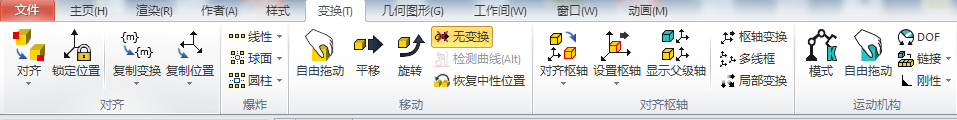 文件 主页(H) 渲染(R) 作者(A) 样式 变换(T) 几何图形(G) 工作间(W) 窗口(W) 动画(M)
对齐 锁定位置 {m} {m} 复制变换 复制位置
对齐
线性
球面
圆柱
爆炸
自由拖动 平移 旋转
无变换
检测曲线(Alt)
恢复中性位置
移动
对齐枢轴 设置枢轴 显示父级轴
枢轴变换
多线框
局部变换
对齐枢轴
模式 自由拖动
DOF
链接
刚性
运动机构